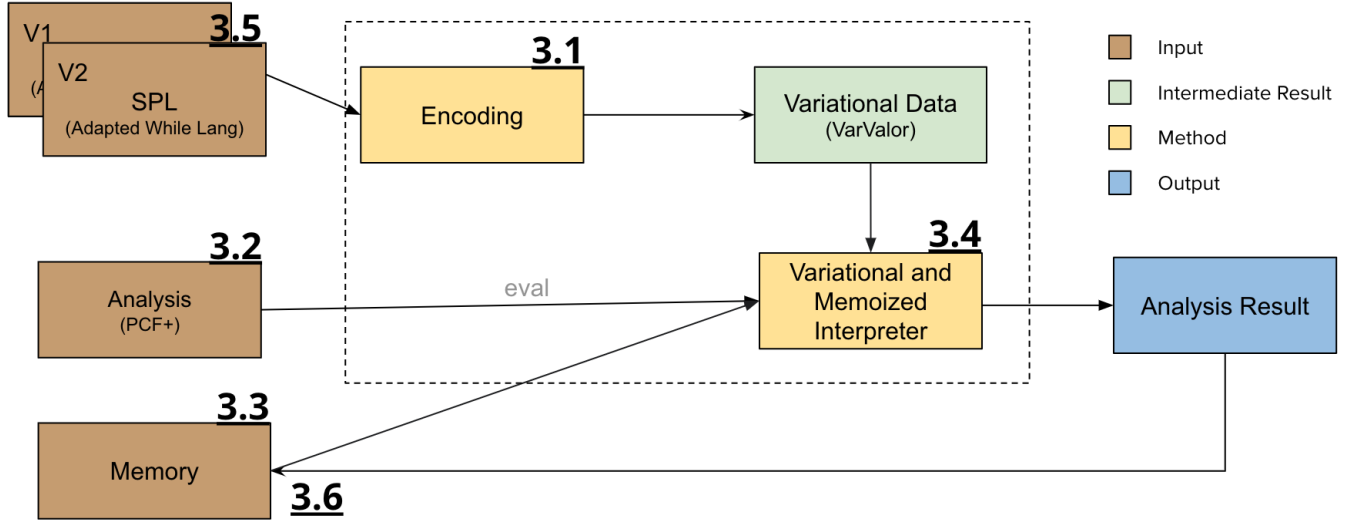 V1
(A
3.5
V2
SPL
(Adapted While Lang)
3.1
Encoding
Variational Data
(VarValor)
Input
Intermediate Result
Method
Output
3.2
Analysis
(PCF+)
eval
3.4
Variational and
Memoized
Interpreter
Analysis Result
3.3
Memory
3.6